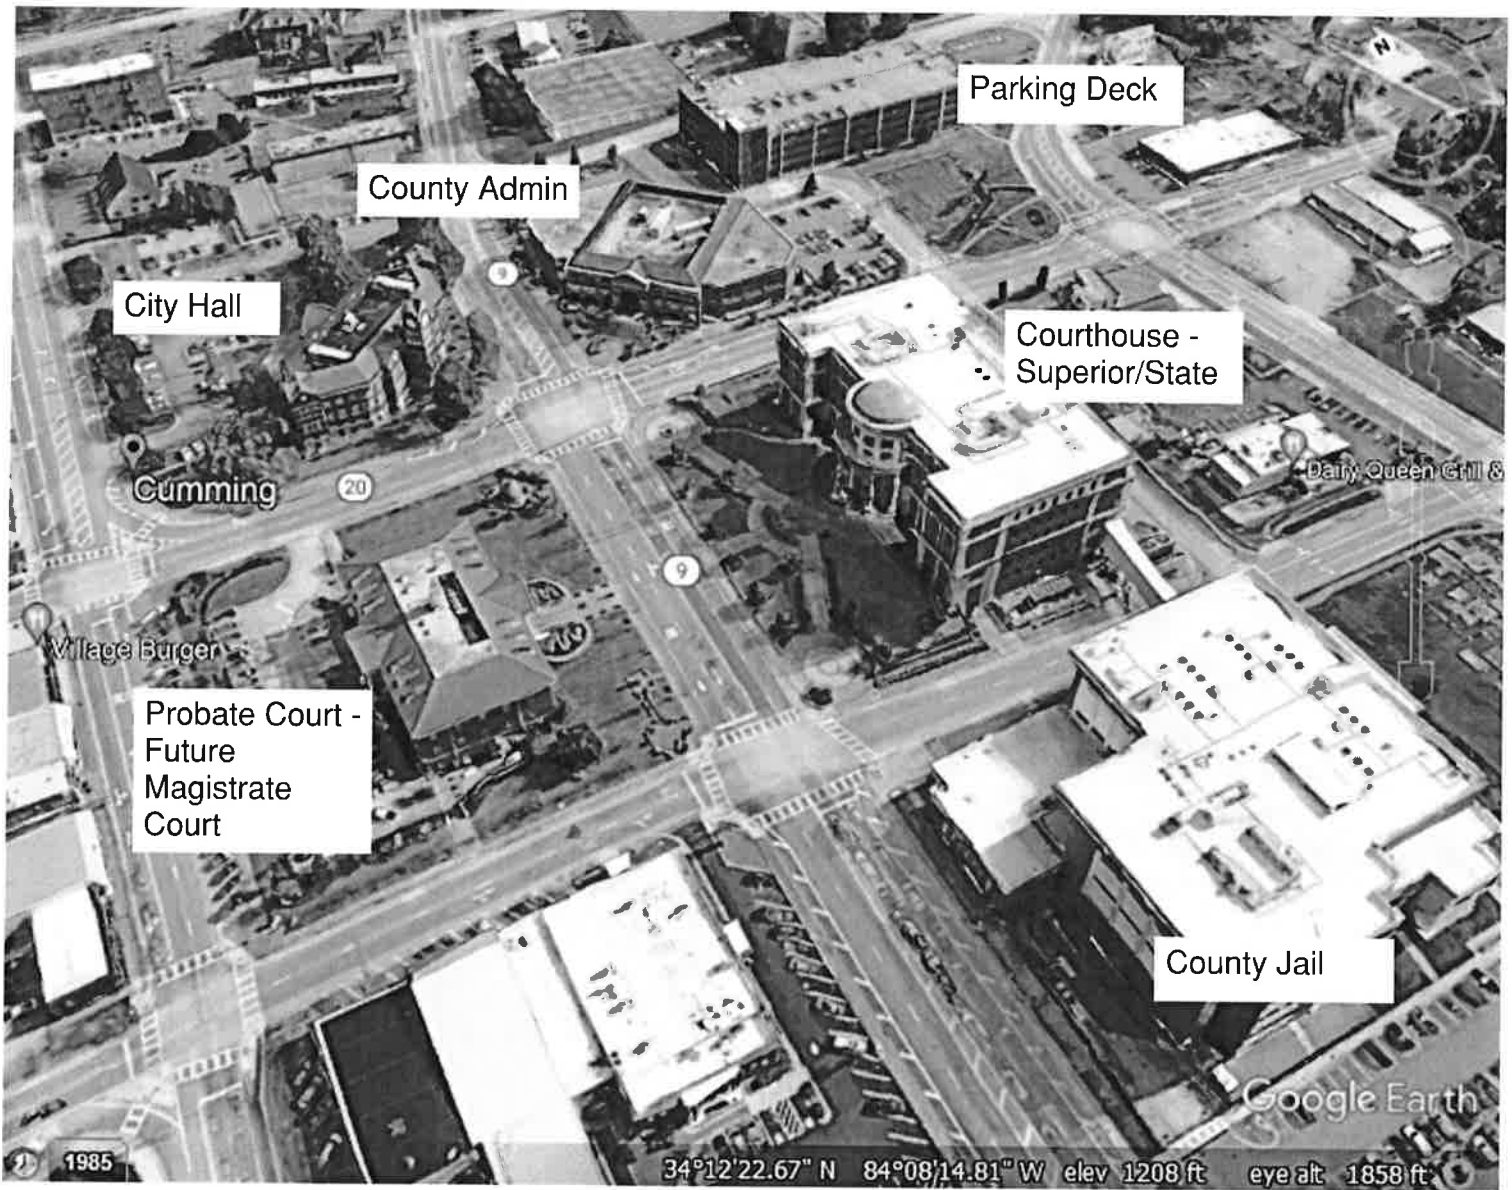 N
Parking Deck
County Admin
9
City Hall
Courthouse -
Superior/State
Dairy Queen Grill &
Cumming
20
9
Village Burger
Probate Court -
Future
Magistrate
Court
County Jail
Google Earth
1985
34°12'22.67" N 84°08'14.81" W elev 1208 ft eye alt 1858 ft